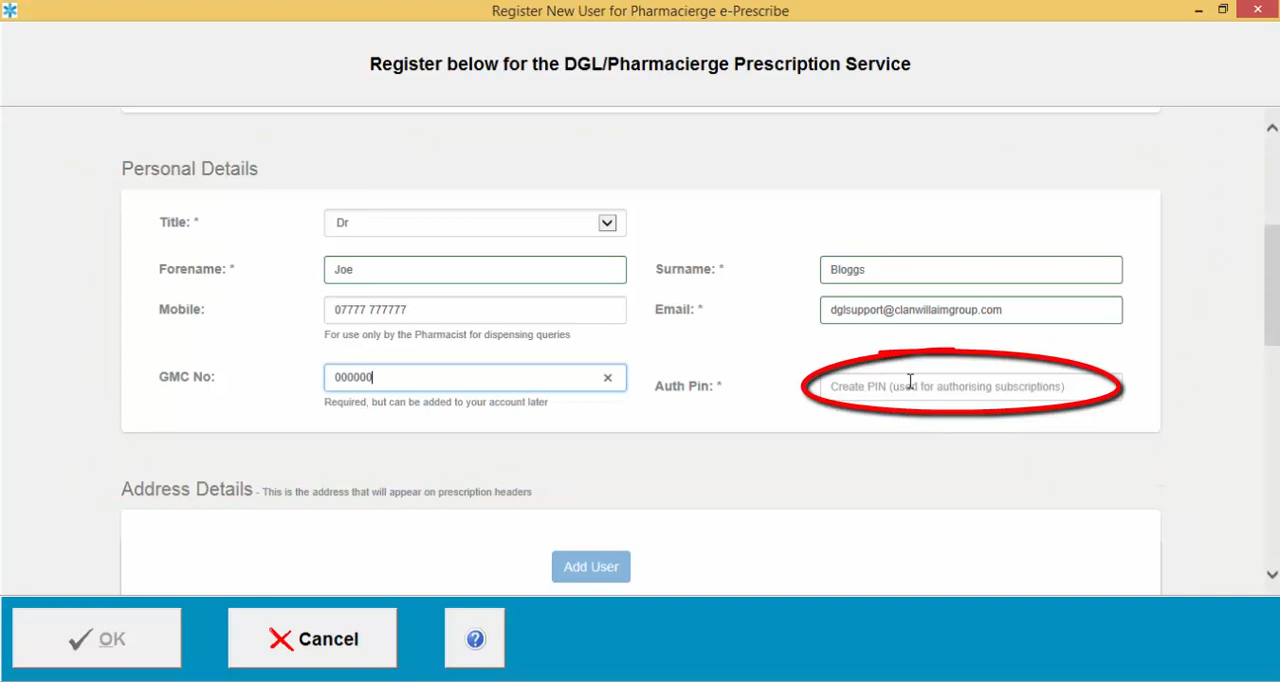 Register New User for Pharmacierge e-Prescribe
Register below for the DGL/Pharmacierge Prescription Service
Personal Details
Title: *
Dr
Forename: *
Joe
Surname: *
Bloggs
Mobile:
07777 777777
Email: *
dglsupport@clanwillaimgroup.com
For use only by the Pharmacist for dispensing queries
GMC No:
000000
Auth Pin: *
Create PIN (used for authorising subscriptions)
Required, but can be added to your account later
Address Details - This is the address that will appear on prescription headers
Add User
OK
Cancel
?